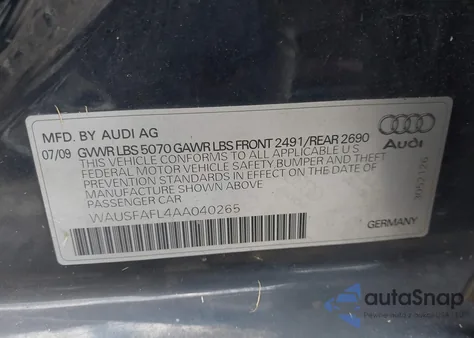 MFD. BY AUDI AG
07/09 GVWR LBS 5070 GAWR LBS FRONT 2491/REAR 2690
THIS VEHICLE CONFORMS TO ALL APPLICABLE U S
FEDERAL MOTOR VEHICLE SAFETY,BUMPER AND THEFT
PREVENTION STANDARDS IN EFFECT ON THE DATE OF
MANUFACTURE SHOWN ABOVE
PASSENGER CAR
WAUSFAFL4AA040265
Audi
GERMANY
autoSnap